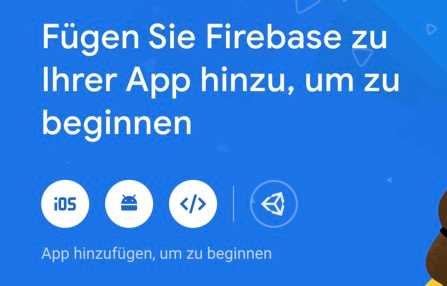 Fügen Sie Firebase zu
Ihrer App hinzu, um zu
beginnen
iOS
</>
App hinzufügen, um zu beginnen